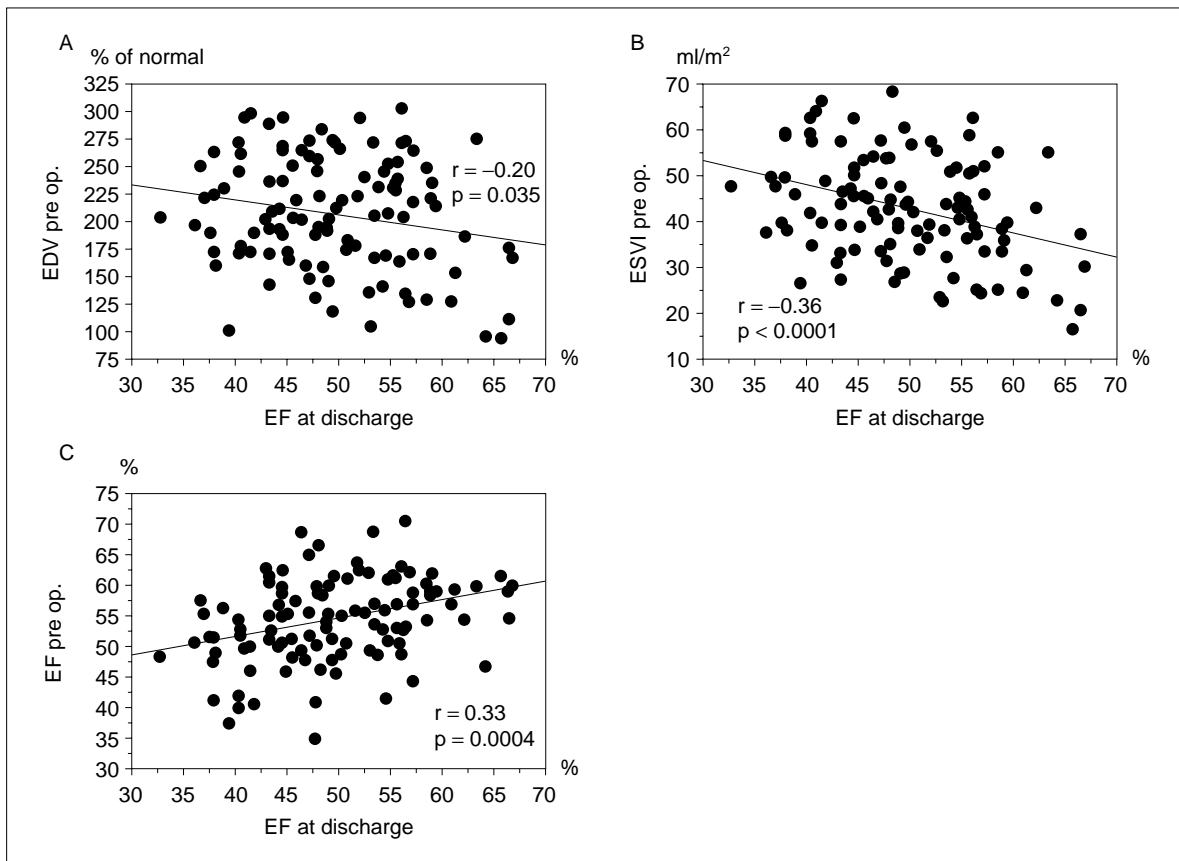 A
% of normal
325
300
275
250
225
200
175
150
125
100
75
EDV pre op.
r = –0.20
p = 0.035
%
30 35 40 45 50 55 60 65 70
EF at discharge
B
ml/m²
70
60
50
40
30
20
10
ESVI pre op.
r = –0.36
p < 0.0001
%
30 35 40 45 50 55 60 65 70
EF at discharge
C
%
75
70
65
60
55
50
45
40
35
30
EF pre op.
r = 0.33
p = 0.0004
%
30 35 40 45 50 55 60 65 70
EF at discharge